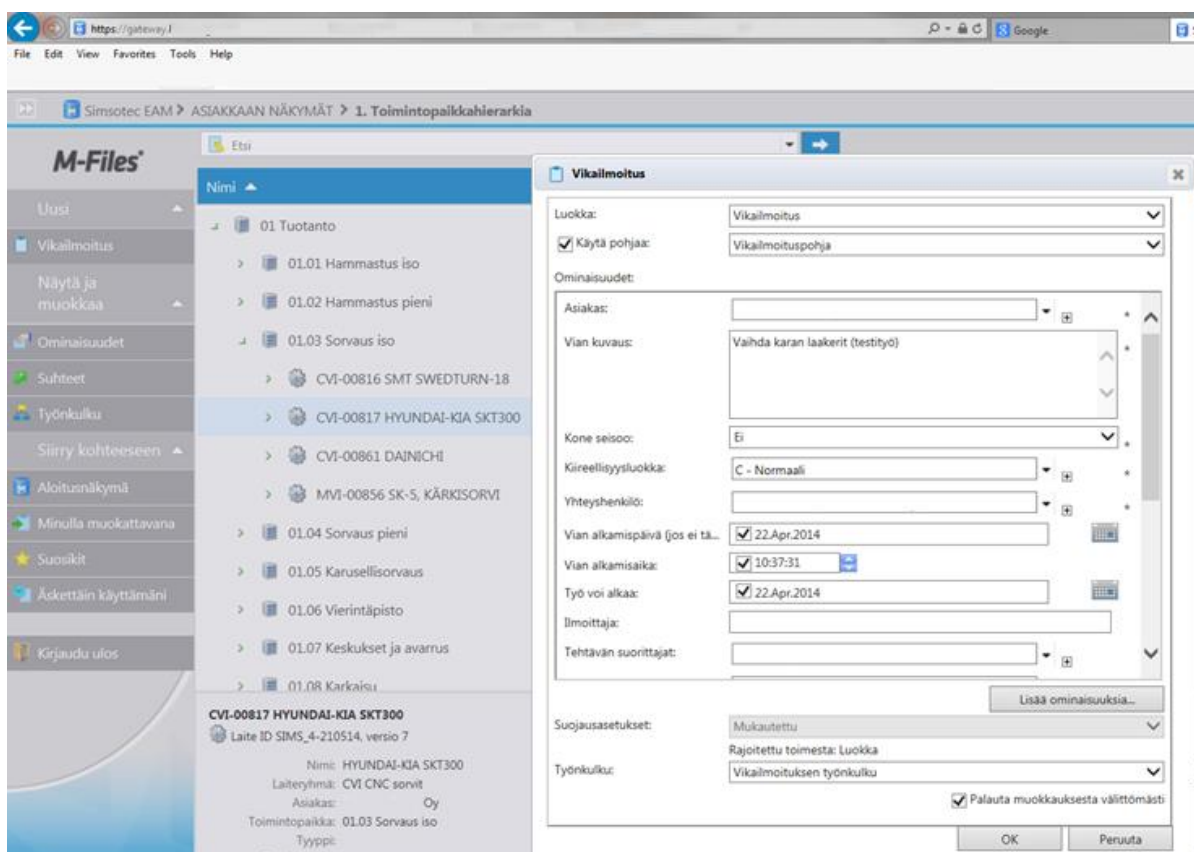 https://gateway.l
Google
File Edit View Favorites Tools Help
Simsotec EAM > ASIAKKAAN NÄKYMÄT > 1. Toimintopaikkahierarkia
M-Files
Etsi
Nimi
Uusi
Vikailmoitus
Näytä ja
muokkaa
Ominaisuudet
Suhteet
Työnkulku
Siirry kohteeseen
Aloitusnäkymä
Minulla muokattavana
Suosikit
Äskettäin käyttämäni
Kirjaudu ulos
01 Tuotanto
01.01 Hammastus iso
01.02 Hammastus pieni
01.03 Sorvaus iso
CVI-00816 SMT SWEDTURN-18
CVI-00817 HYUNDAI-KIA SKT300
CVI-00861 DAINICHI
MVI-00856 SK-5, KÄRKISORVI
01.04 Sorvaus pieni
01.05 Karusellisorvaus
01.06 Vierintäpisto
01.07 Keskukset ja avarrus
01.08 Karkaisu
CVI-00817 HYUNDAI-KIA SKT300
Laite ID SIMS_4-210514, versio 7
Nimi: HYUNDAI-KIA SKT300
Laiteryhmä: CVI CNC sorvit
Asiakas: Oy
Toimintopaikka: 01.03 Sorvaus iso
Tyyppi:
Vikailmoitus
Luokka: Vikailmoitus
Käytä pohjaa: Vikailmoituspohja
Ominaisuudet:
Asiakas: *
Vian kuvaus: Vaihda karan laakerit (testityö) *
Kone seisoo: Ei *
Kiireellisyysluokka: C - Normaali *
Yhteyshenkilö: *
Vian alkamispäivä (jos ei tä... 22.Apr.2014
Vian alkamisaika: 10:37:31
Työ voi alkaa: 22.Apr.2014
Ilmoittaja:
Tehtävän suorittajat:
Lisää ominaisuuksia...
Suojausasetukset: Mukautettu
Rajoitettu toimesta: Luokka
Työnkulku: Vikailmoituksen työnkulku
Palauta muokkauksesta välittömästi
OK Peruuta